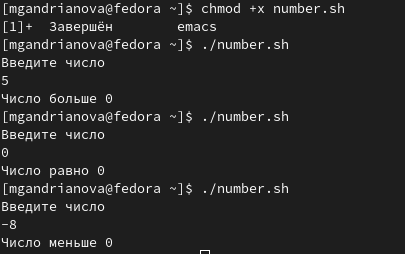 [mgandrianova@fedora ~]$ chmod +x number.sh
[1]+  Завершён        emacs
[mgandrianova@fedora ~]$ ./number.sh
Введите число
5
Число больше 0
[mgandrianova@fedora ~]$ ./number.sh
Введите число
0
Число равно 0
[mgandrianova@fedora ~]$ ./number.sh
Введите число
-8
Число меньше 0